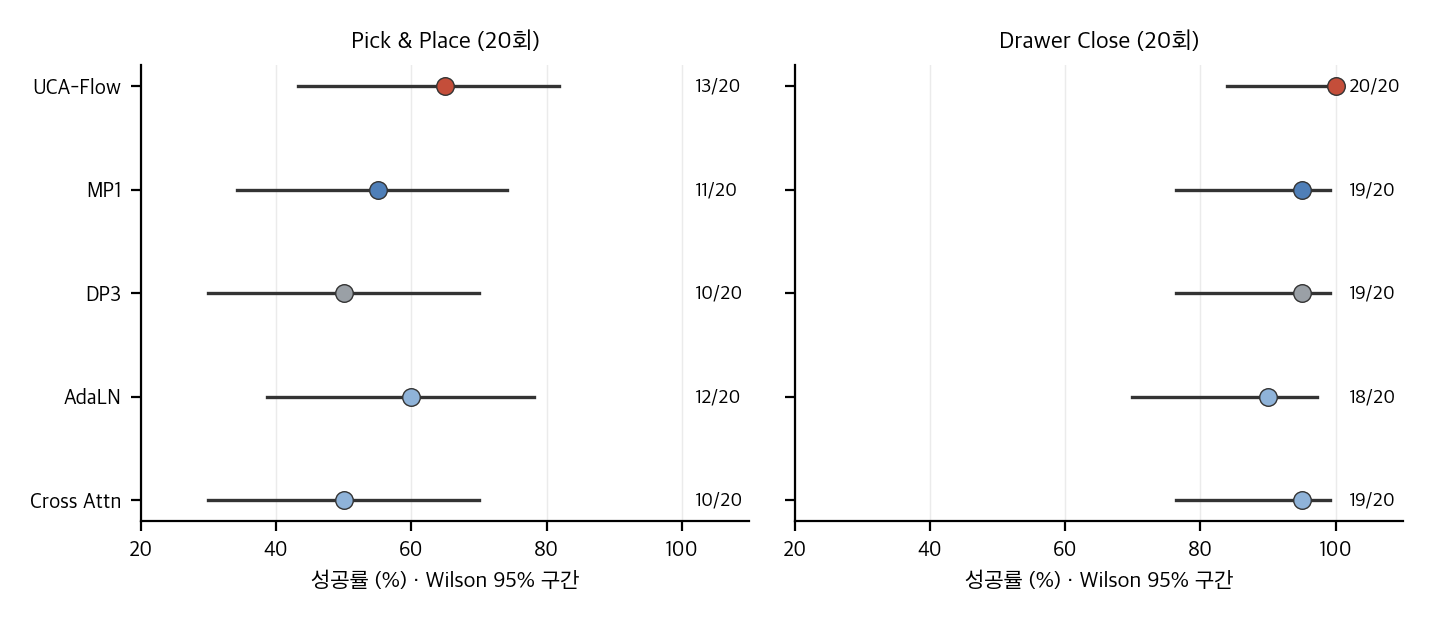 Pick & Place (20회)
UCA-Flow
13/20
MP1
11/20
DP3
10/20
AdaLN
12/20
Cross Attn
10/20
20 40 60 80 100
성공률 (%) · Wilson 95% 구간
Drawer Close (20회)
20/20
19/20
19/20
18/20
19/20
20 40 60 80 100
성공률 (%) · Wilson 95% 구간